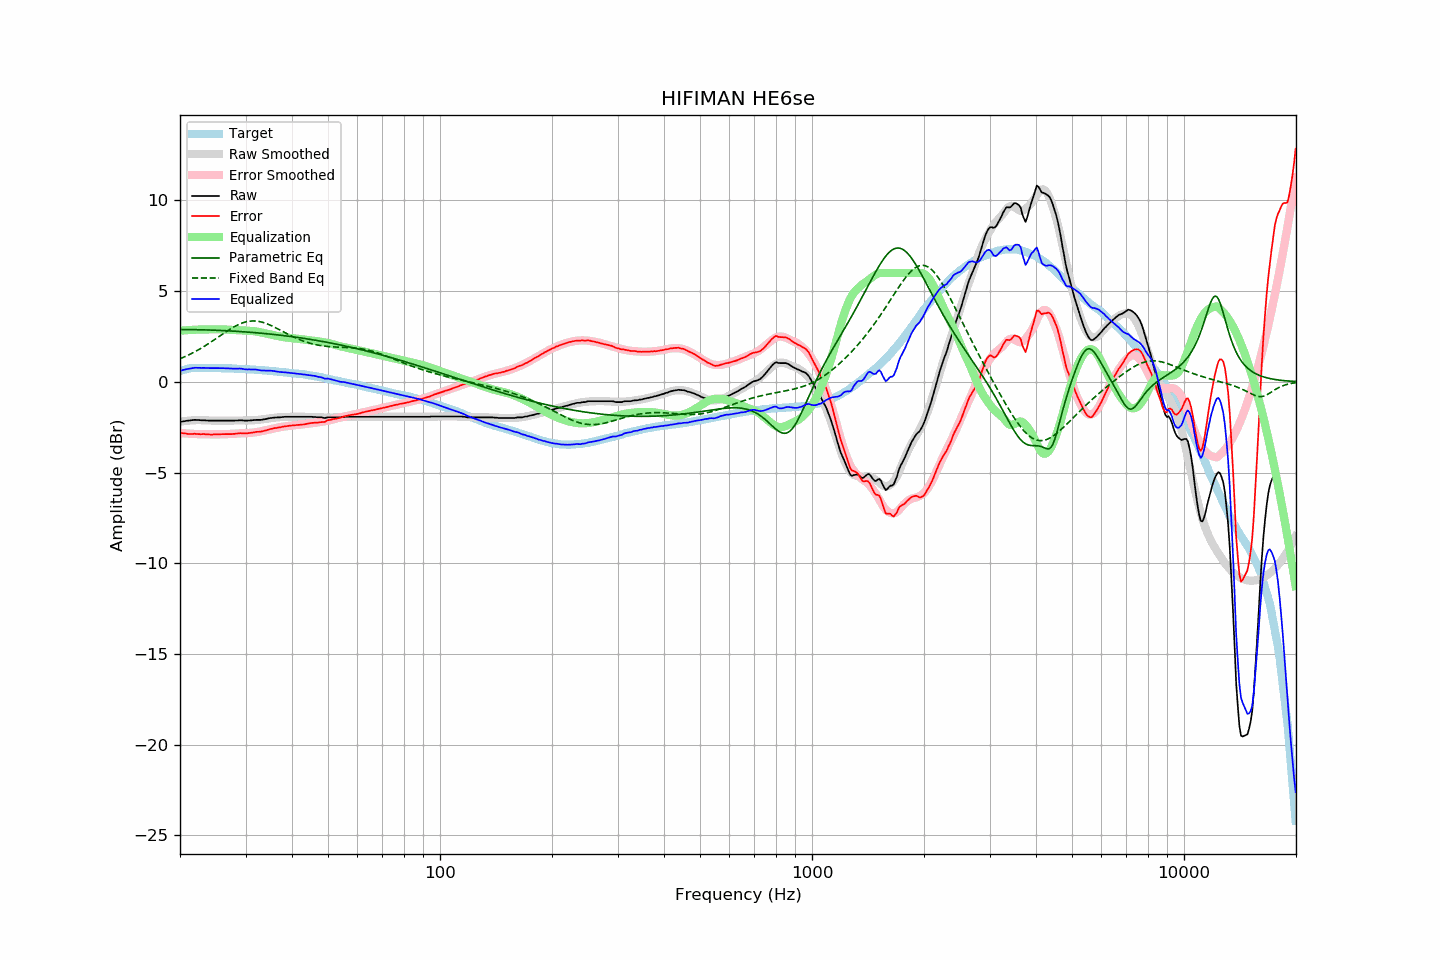 HIFIMAN HE6se
Target
Raw Smoothed
Error Smoothed
Raw
Error
Equalization
Parametric Eq
Fixed Band Eq
Equalized
10
5
0
−5
−10
−15
−20
−25
Amplitude (dBr)
100
1000
10000
Frequency (Hz)